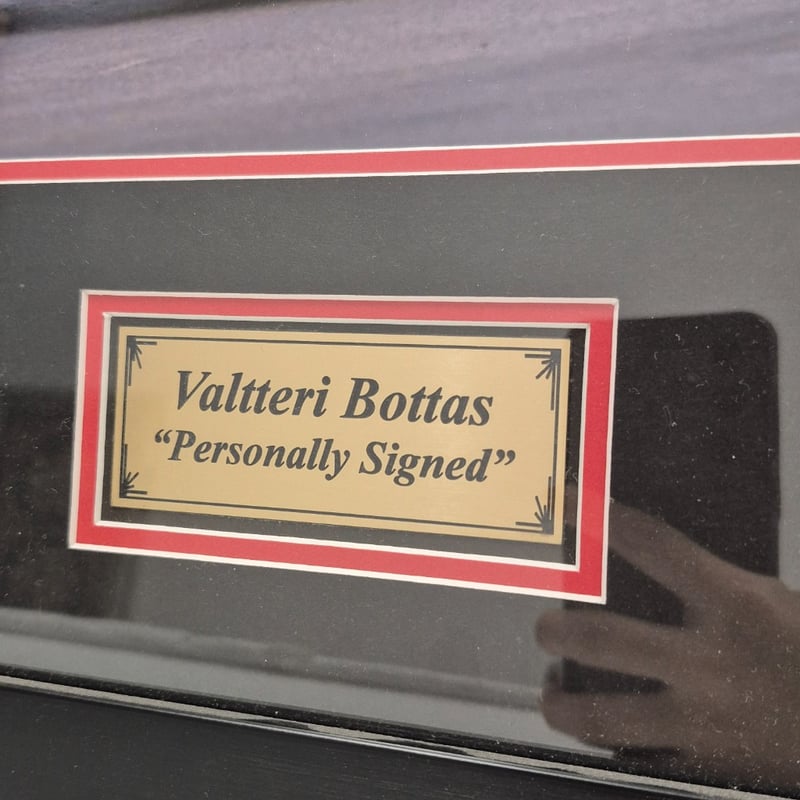 Valtteri Bottas
“Personally Signed”